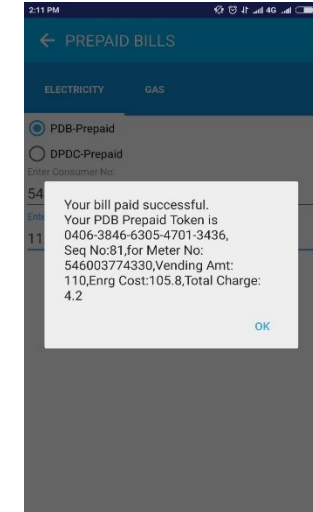 2:11 PM
4G
PREPAID BILLS
ELECTRICITY GAS
PDB-Prepaid
DPDC-Prepaid
Enter Consumer No:
54
Your bill paid successful.
Your PDB Prepaid Token is
0406-3846-6305-4701-3436,
Seq No:81,for Meter No:
546003774330,Vending Amt:
110,Enrg Cost:105.8,Total Charge:
4.2
Ente
11
OK